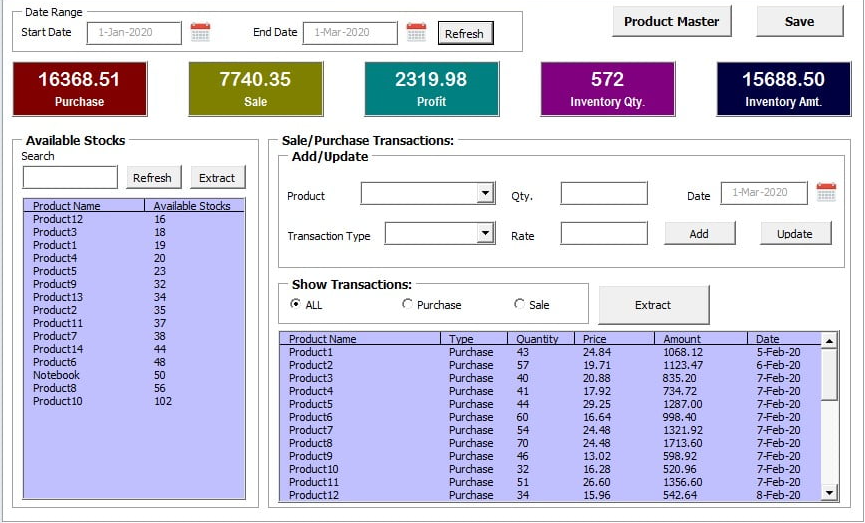 Date Range
Start Date 1-Jan-2020 End Date 1-Mar-2020 Refresh Product Master Save
16368.51 7740.35 2319.98 572 15688.50
Purchase Sale Profit Inventory Qty. Inventory Amt.
Available Stocks
Search
Refresh Extract
Product Name Available Stocks
Product12 16
Product3 18
Product1 19
Product4 20
Product5 23
Product9 32
Product13 34
Product2 35
Product11 37
Product7 38
Product14 44
Product6 48
Notebook 50
Product8 56
Product10 102
Sale/Purchase Transactions:
Add/Update
Product Qty. Date 1-Mar-2020
Transaction Type Rate Add Update
Show Transactions:
ALL Purchase Sale Extract
Product Name Type Quantity Price Amount Date
Product1 Purchase 43 24.84 1068.12 5-Feb-20
Product2 Purchase 57 19.71 1123.47 6-Feb-20
Product3 Purchase 40 20.88 835.20 7-Feb-20
Product4 Purchase 41 17.92 734.72 7-Feb-20
Product5 Purchase 44 29.25 1287.00 7-Feb-20
Product6 Purchase 60 16.64 998.40 7-Feb-20
Product7 Purchase 54 24.48 1321.92 7-Feb-20
Product8 Purchase 70 24.48 1713.60 7-Feb-20
Product9 Purchase 46 13.02 598.92 7-Feb-20
Product10 Purchase 32 16.28 520.96 7-Feb-20
Product11 Purchase 51 26.60 1356.60 7-Feb-20
Product12 Purchase 34 15.96 542.64 8-Feb-20